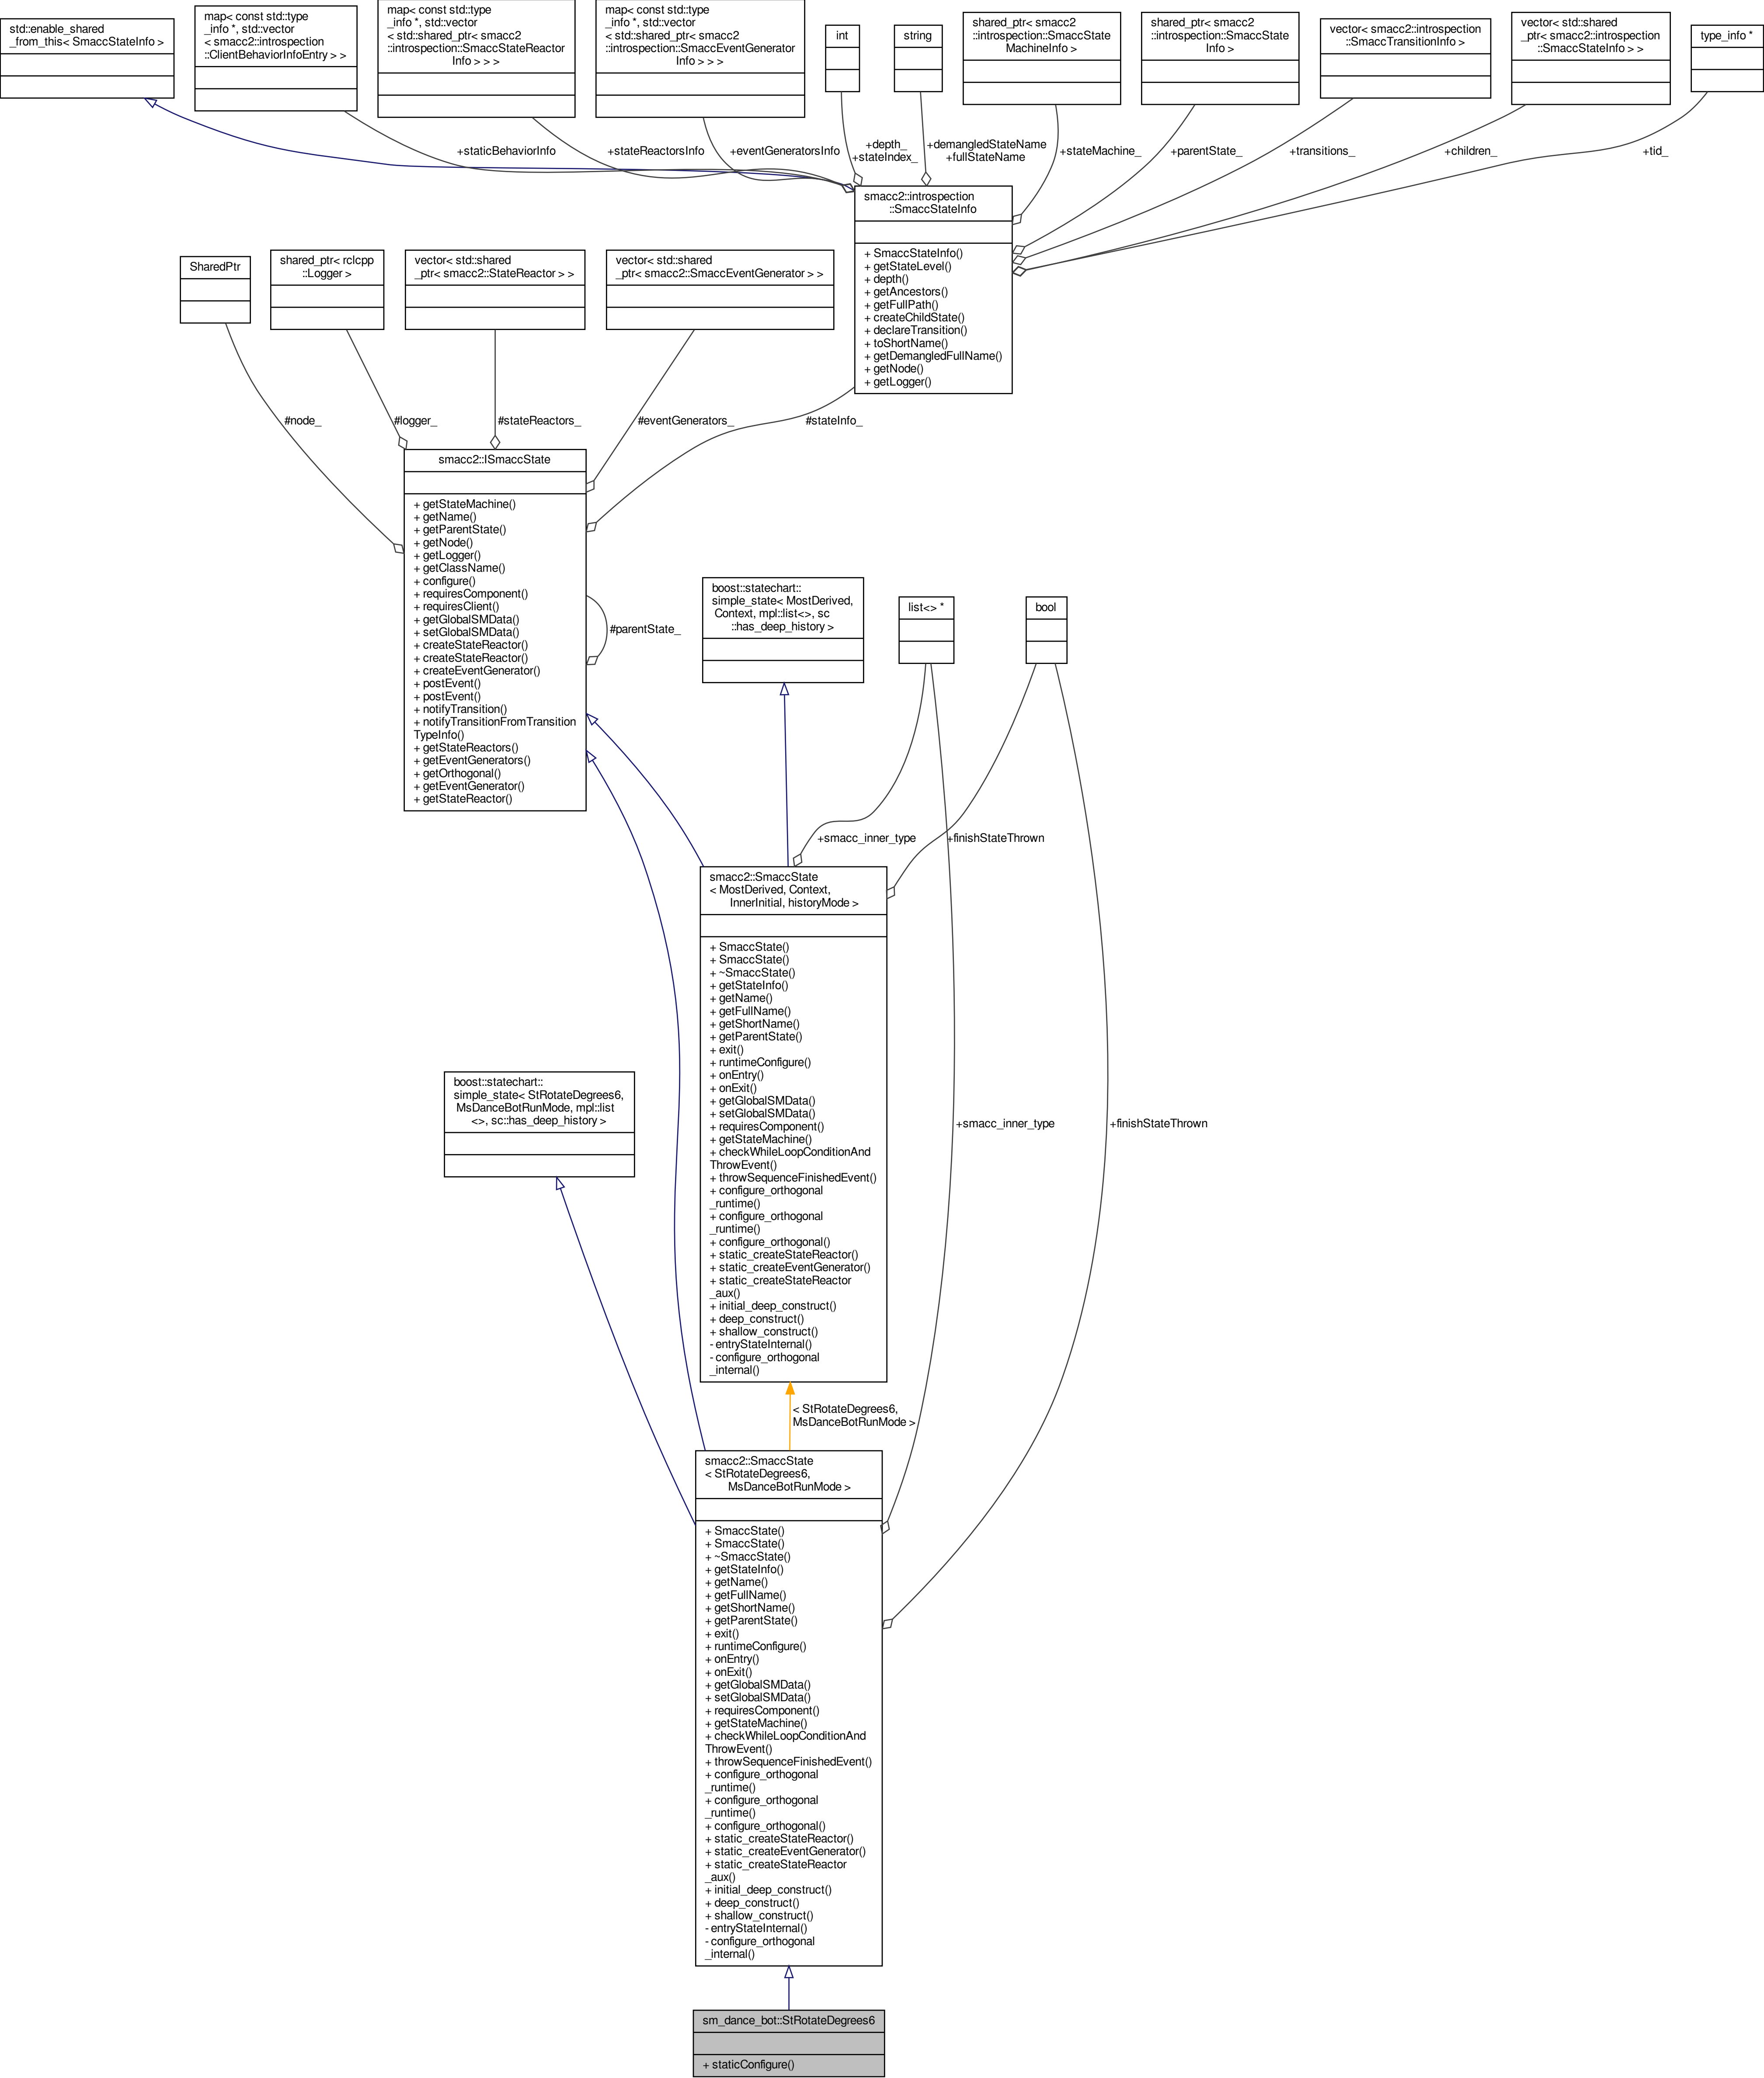 std::enable_shared
_from_this< SmaccStateInfo >
map< const std::type
_info *, std::vector
< smacc2::introspection
::ClientBehaviorInfoEntry > >
map< const std::type
_info *, std::vector
< std::shared_ptr< smacc2
::introspection::SmaccStateReactor
Info > > >
map< const std::type
_info *, std::vector
< std::shared_ptr< smacc2
::introspection::SmaccEventGenerator
Info > > >
int
string
shared_ptr< smacc2
::introspection::SmaccState
MachineInfo >
shared_ptr< smacc2
::introspection::SmaccState
Info >
vector< smacc2::introspection
::SmaccTransitionInfo >
vector< std::shared
_ptr< smacc2::introspection
::SmaccStateInfo > >
type_info *
+staticBehaviorInfo
+stateReactorsInfo
+eventGeneratorsInfo
+depth_
+stateIndex_
+demangledStateName
+fullStateName
+stateMachine_
+parentState_
+transitions_
+children_
+tid_
smacc2::introspection
::SmaccStateInfo
+ SmaccStateInfo()
+ getStateLevel()
+ depth()
+ getAncestors()
+ getFullPath()
+ createChildState()
+ declareTransition()
+ toShortName()
+ getDemangledFullName()
+ getNode()
+ getLogger()
SharedPtr
shared_ptr< rclcpp
::Logger >
vector< std::shared
_ptr< smacc2::StateReactor > >
vector< std::shared
_ptr< smacc2::SmaccEventGenerator > >
#node_
#logger_
#stateReactors_
#eventGenerators_
#stateInfo_
smacc2::ISmaccState
+ getStateMachine()
+ getName()
+ getParentState()
+ getNode()
+ getLogger()
+ getClassName()
+ configure()
+ requiresComponent()
+ requiresClient()
+ getGlobalSMData()
+ setGlobalSMData()
+ createStateReactor()
+ createStateReactor()
+ createEventGenerator()
+ postEvent()
+ postEvent()
+ notifyTransition()
+ notifyTransitionFromTransition
TypeInfo()
+ getStateReactors()
+ getEventGenerators()
+ getOrthogonal()
+ getEventGenerator()
+ getStateReactor()
#parentState_
boost::statechart::
simple_state< MostDerived,
Context, mpl::list<>, sc
::has_deep_history >
list<> *
bool
+smacc_inner_type
+finishStateThrown
smacc2::SmaccState
< MostDerived, Context,
InnerInitial, historyMode >
+ SmaccState()
+ SmaccState()
+ ~SmaccState()
+ getStateInfo()
+ getName()
+ getFullName()
+ getShortName()
+ getParentState()
+ exit()
+ runtimeConfigure()
+ onEntry()
+ onExit()
+ getGlobalSMData()
+ setGlobalSMData()
+ requiresComponent()
+ getStateMachine()
+ checkWhileLoopConditionAnd
ThrowEvent()
+ throwSequenceFinishedEvent()
+ configure_orthogonal
_runtime()
+ configure_orthogonal
_runtime()
+ configure_orthogonal()
+ static_createStateReactor()
+ static_createEventGenerator()
+ static_createStateReactor
_aux()
+ initial_deep_construct()
+ deep_construct()
+ shallow_construct()
- entryStateInternal()
- configure_orthogonal
_internal()
boost::statechart::
simple_state< StRotateDegrees6,
MsDanceBotRunMode, mpl::list
<>, sc::has_deep_history >
+smacc_inner_type
+finishStateThrown
< StRotateDegrees6,
MsDanceBotRunMode >
smacc2::SmaccState
< StRotateDegrees6,
MsDanceBotRunMode >
+ SmaccState()
+ SmaccState()
+ ~SmaccState()
+ getStateInfo()
+ getName()
+ getFullName()
+ getShortName()
+ getParentState()
+ exit()
+ runtimeConfigure()
+ onEntry()
+ onExit()
+ getGlobalSMData()
+ setGlobalSMData()
+ requiresComponent()
+ getStateMachine()
+ checkWhileLoopConditionAnd
ThrowEvent()
+ throwSequenceFinishedEvent()
+ configure_orthogonal
_runtime()
+ configure_orthogonal
_runtime()
+ configure_orthogonal()
+ static_createStateReactor()
+ static_createEventGenerator()
+ static_createStateReactor
_aux()
+ initial_deep_construct()
+ deep_construct()
+ shallow_construct()
- entryStateInternal()
- configure_orthogonal
_internal()
sm_dance_bot::StRotateDegrees6
+ staticConfigure()